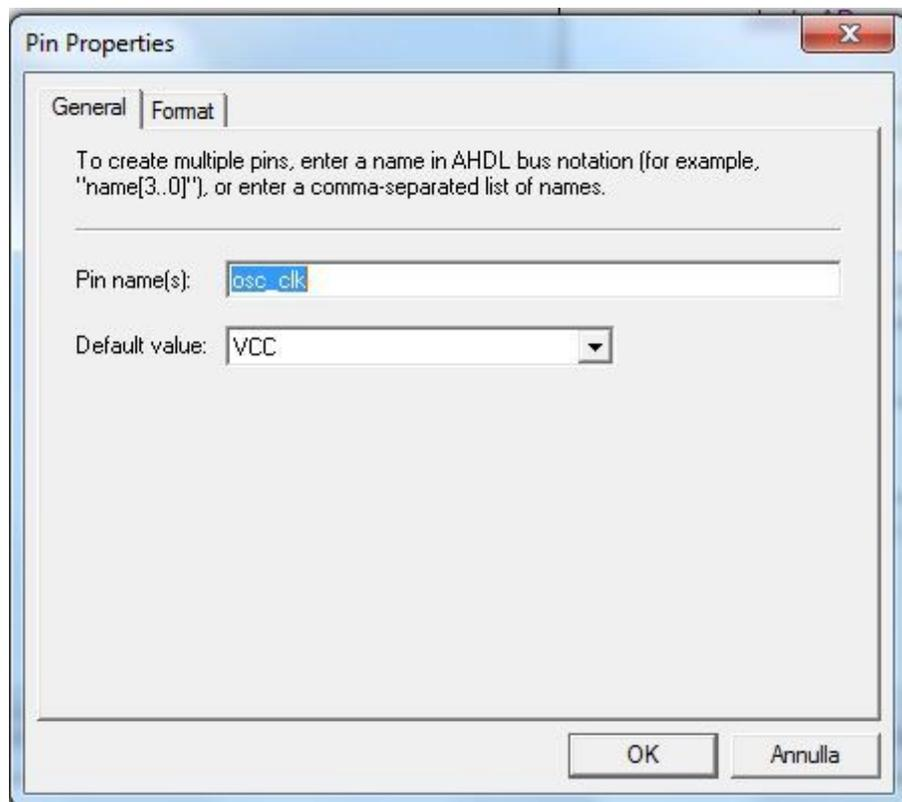 Pin Properties
General Format
To create multiple pins, enter a name in AHDL bus notation (for example,
"name[3..0]"), or enter a comma-separated list of names.
Pin name(s): osc_clk
Default value: VCC
OK Annulla